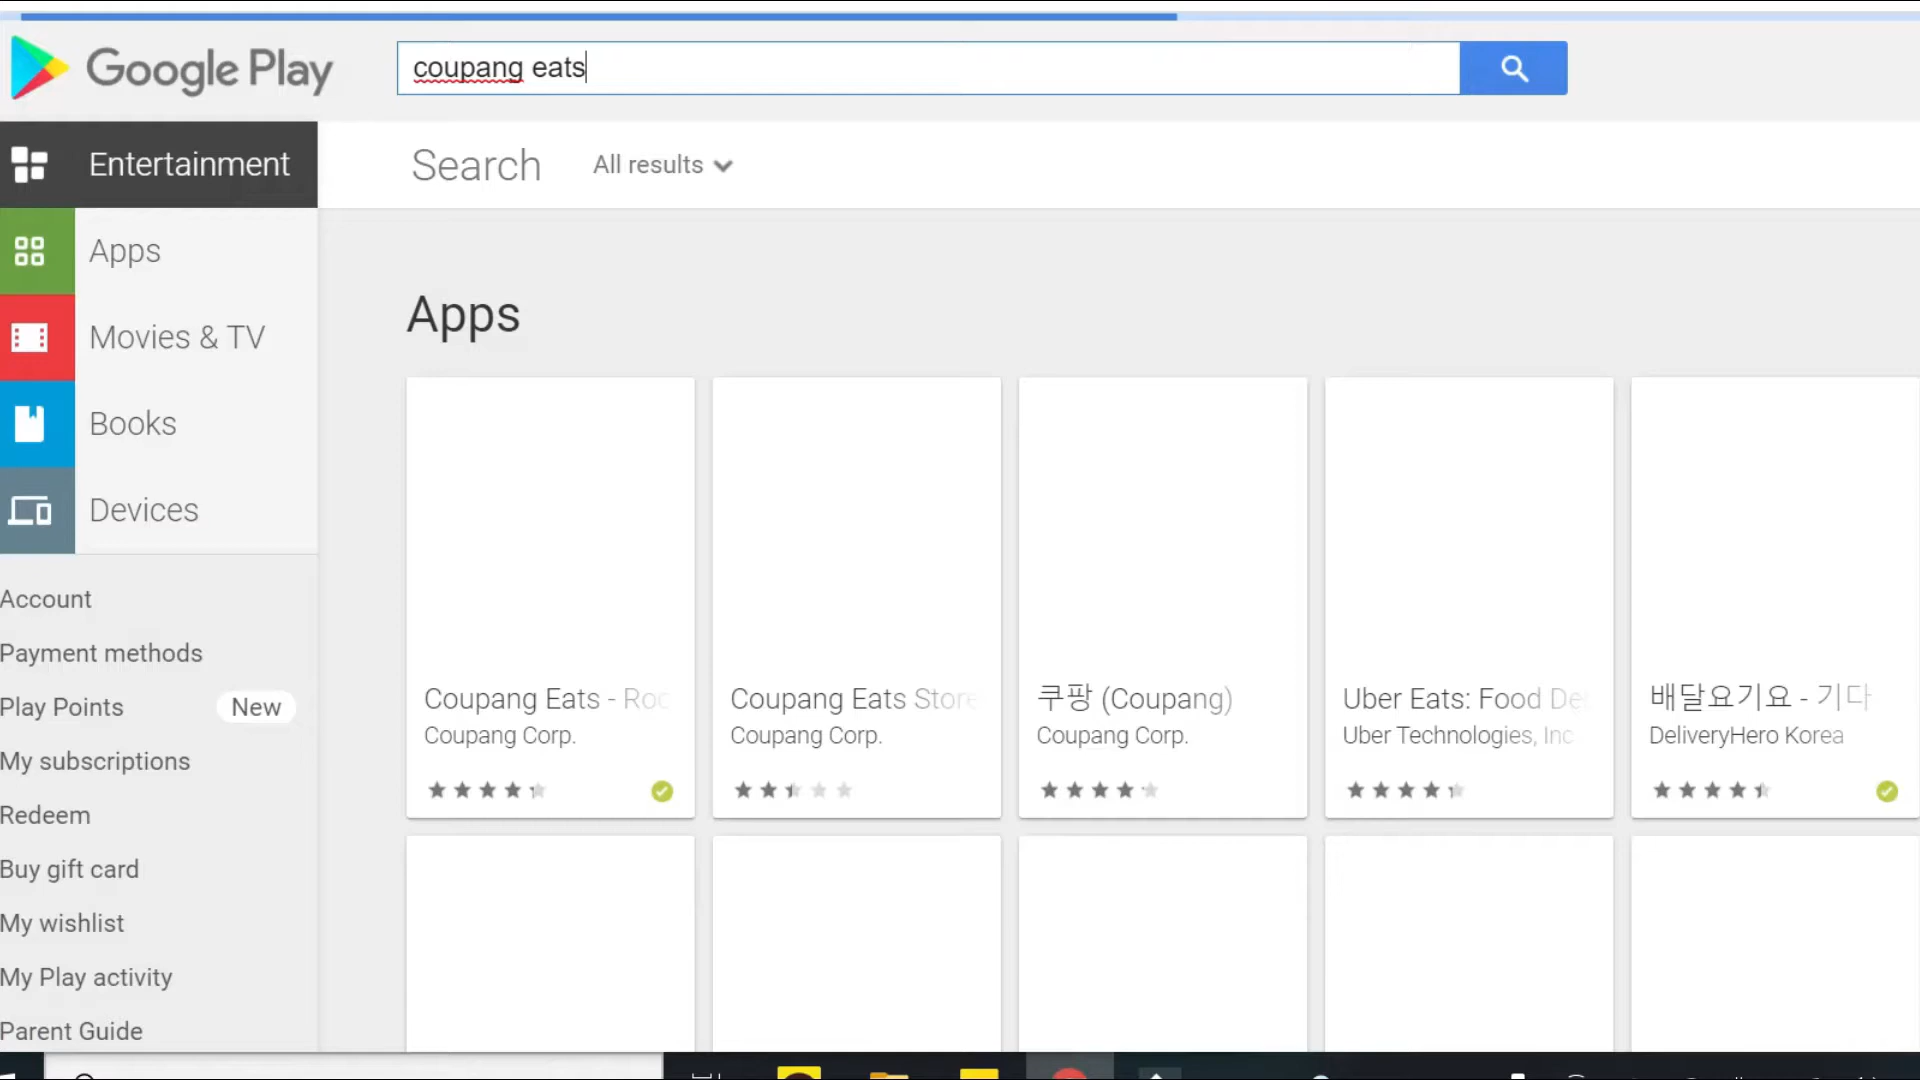 Google Play
coupang eats
Entertainment
Search
All results
Apps
Movies & TV
Books
Devices
Account
Payment methods
Play Points
New
My subscriptions
Redeem
Buy gift card
My wishlist
My Play activity
Parent Guide
Apps
Coupang Eats - Roc
Coupang Corp.
Coupang Eats Store
Coupang Corp.
쿠팡 (Coupang)
Coupang Corp.
Uber Eats: Food De
Uber Technologies, Inc
배달요기요 - 기다
DeliveryHero Korea